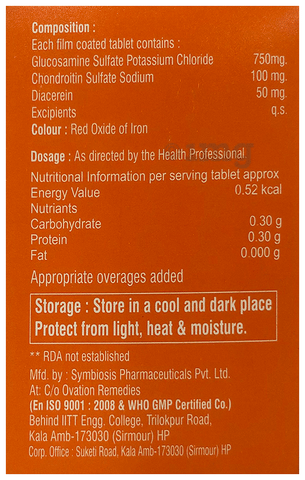 Composition :
Each film coated tablet contains :
Glucosamine Sulfate Potassium Chloride 750mg.
Chondroitin Sulfate Sodium 100 mg.
Diacerein 50 mg.
Excipients q.s.
Colour : Red Oxide of Iron
Dosage : As directed by the Health Professional
Nutritional Information per serving tablet approx
Energy Value 0.52 kcal
Nutriants
Carbohydrate 0.30 g
Protein 0.30 g
Fat 0.000 g
Appropriate overages added
Storage : Store in a cool and dark place
Protect from light, heat & moisture.
** RDA not established
Mfd. by : Symbiosis Pharmaceuticals Pvt. Ltd.
At: C/o Ovation Remedies
(En ISO 9001 : 2008 & WHO GMP Certified Co.)
Behind IITT Engg. College, Trilokpur Road,
Kala Amb-173030 (Sirmour) HP
Corp. Office : Suketi Road, Kala Amb-173030 (Sirmour) HP